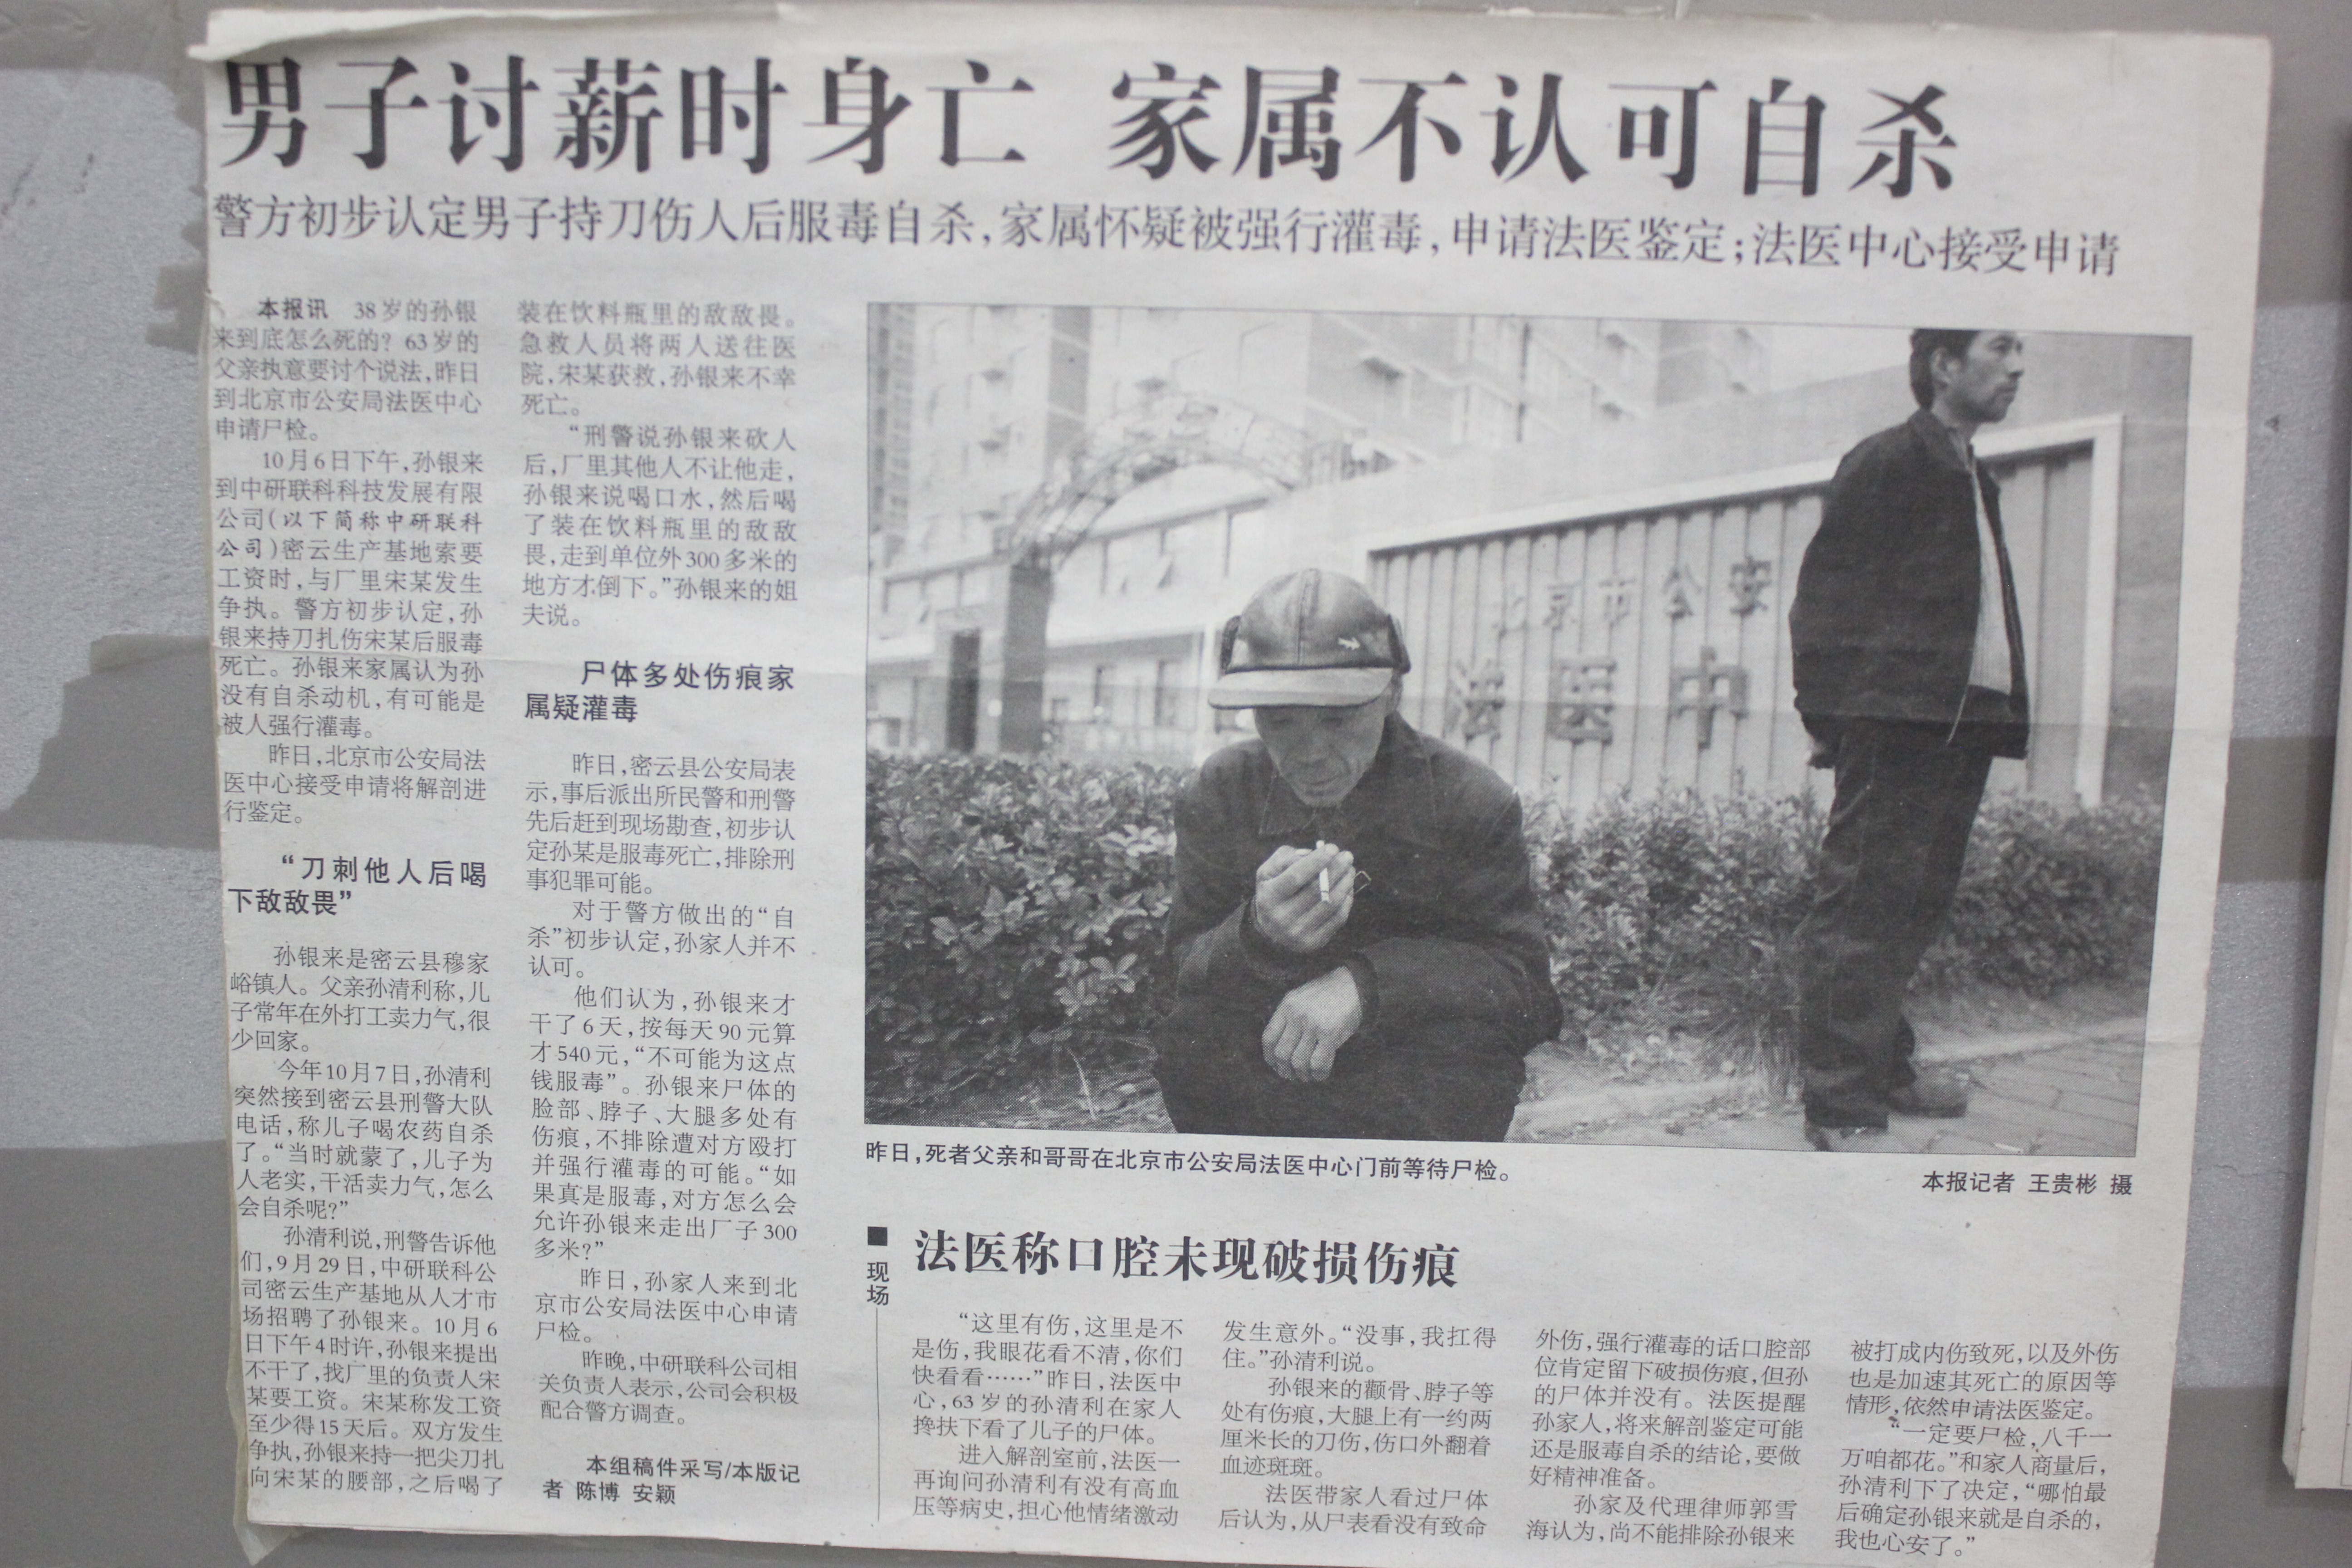 男子讨薪时身亡 家属不认可自杀
警方初步认定男子持刀伤人后服毒自杀,家属怀疑被强行灌毒,申请法医鉴定;法医中心接受申请
本报讯 38岁的孙银
来到底怎么死的?63岁的
父亲执意要讨个说法,昨日
到北京市公安局法医中心
申请尸检。
10月6日下午,孙银来
到中研联科科技发展有限
公司(以下简称中研联科
公司)密云生产基地索要
工资时,与厂里宋某发生
争执。警方初步认定,孙
银来持刀扎伤宋某后服毒
死亡。孙银来家属认为孙
没有自杀动机,有可能是
被人强行灌毒。
昨日,北京市公安局法
医中心接受申请将解剖进
行鉴定。
“刀刺他人后喝
下敌敌畏”
孙银来是密云县穆家
峪镇人。父亲孙清利称,儿
子常年在外打工卖力气,很
少回家。
今年10月7日,孙清利
突然接到密云县刑警大队
电话,称儿子喝农药自杀
了。“当时就蒙了,儿子为
人老实,干活卖力气,怎么
会自杀呢?”
孙清利说,刑警告诉他
们,9月29日,中研联科公
司密云生产基地从人才市
场招聘了孙银来。10月6
日下午4时许,孙银来提出
不干了,找厂里的负责人宋
某要工资。宋某称发工资
至少得15天后。双方发生
争执,孙银来持一把尖刀扎
向宋某的腰部,之后喝了
装在饮料瓶里的敌敌畏。
急救人员将两人送往医
院,宋某获救,孙银来不幸
死亡。
“刑警说孙银来砍人
后,厂里其他人不让他走,
孙银来说喝口水,然后喝
了装在饮料瓶里的敌敌
畏,走到单位外300多米的
地方才倒下。”孙银来的姐
夫说。
尸体多处伤痕家
属疑灌毒
昨日,密云县公安局表
示,事后派出所民警和刑警
先后赶到现场勘查,初步认
定孙某是服毒死亡,排除刑
事犯罪可能。
对于警方做出的“自
杀”初步认定,孙家人并不
认可。
他们认为,孙银来才
干了6天,按每天90元算
才540元,“不可能为这点
钱服毒”。孙银来尸体的
脸部、脖子、大腿多处有
伤痕,不排除遭对方殴打
并强行灌毒的可能。“如
果真是服毒,对方怎么会
允许孙银来走出厂子300
多米?”
昨日,孙家人来到北
京市公安局法医中心申请
尸检。
昨晚,中研联科公司相
关负责人表示,公司会积极
配合警方调查。
本组稿件采写/本版记
者 陈博 安颖
北京市公安
法医中
昨日,死者父亲和哥哥在北京市公安局法医中心门前等待尸检。
本报记者 王贵彬 摄
■现场
法医称口腔未现破损伤痕
“这里有伤,这里是不
是伤,我眼花看不清,你们
快看看……”昨日,法医中
心,63岁的孙清利在家人
搀扶下看了儿子的尸体。
进入解剖室前,法医一
再询问孙清利有没有高血
压等病史,担心他情绪激动
发生意外。“没事,我扛得
住。”孙清利说。
孙银来的颧骨、脖子等
处有伤痕,大腿上有一约两
厘米长的刀伤,伤口外翻着
血迹斑斑。
法医带家人看过尸体
后认为,从尸表看没有致命
外伤,强行灌毒的话口腔部
位肯定留下破损伤痕,但孙
的尸体并没有。法医提醒
孙家人,将来解剖鉴定可能
还是服毒自杀的结论,要做
好精神准备。
孙家及代理律师郭雪
海认为,尚不能排除孙银来
被打成内伤致死,以及外伤
也是加速其死亡的原因等
情形,依然申请法医鉴定。
“一定要尸检,八千一
万咱都花。”和家人商量后,
孙清利下了决定,“哪怕最
后确定孙银来就是自杀的,
我也心安了。”